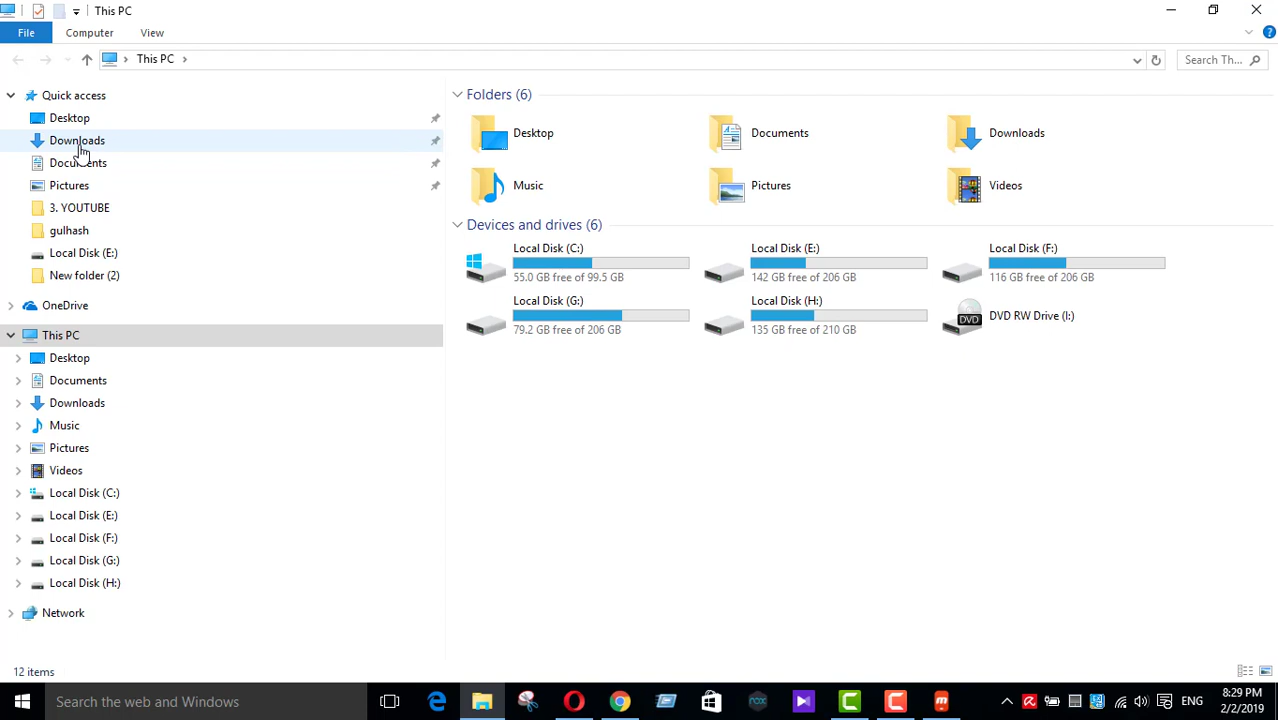 This PC
File
Computer
View
This PC
Search Th...
Quick access
Desktop
Downloads
Documents
Pictures
3. YOUTUBE
gulhash
Local Disk (E:)
New folder (2)
OneDrive
This PC
Desktop
Documents
Downloads
Music
Pictures
Videos
Local Disk (C:)
Local Disk (E:)
Local Disk (F:)
Local Disk (G:)
Local Disk (H:)
Network
Folders (6)
Desktop
Documents
Downloads
Music
Pictures
Videos
Devices and drives (6)
Local Disk (C:)
55.0 GB free of 99.5 GB
Local Disk (E:)
142 GB free of 206 GB
Local Disk (F:)
116 GB free of 206 GB
Local Disk (G:)
79.2 GB free of 206 GB
Local Disk (H:)
135 GB free of 210 GB
DVD
DVD RW Drive (I:)
12 items
Search the web and Windows
nox
ENG
8:29 PM
2/2/2019